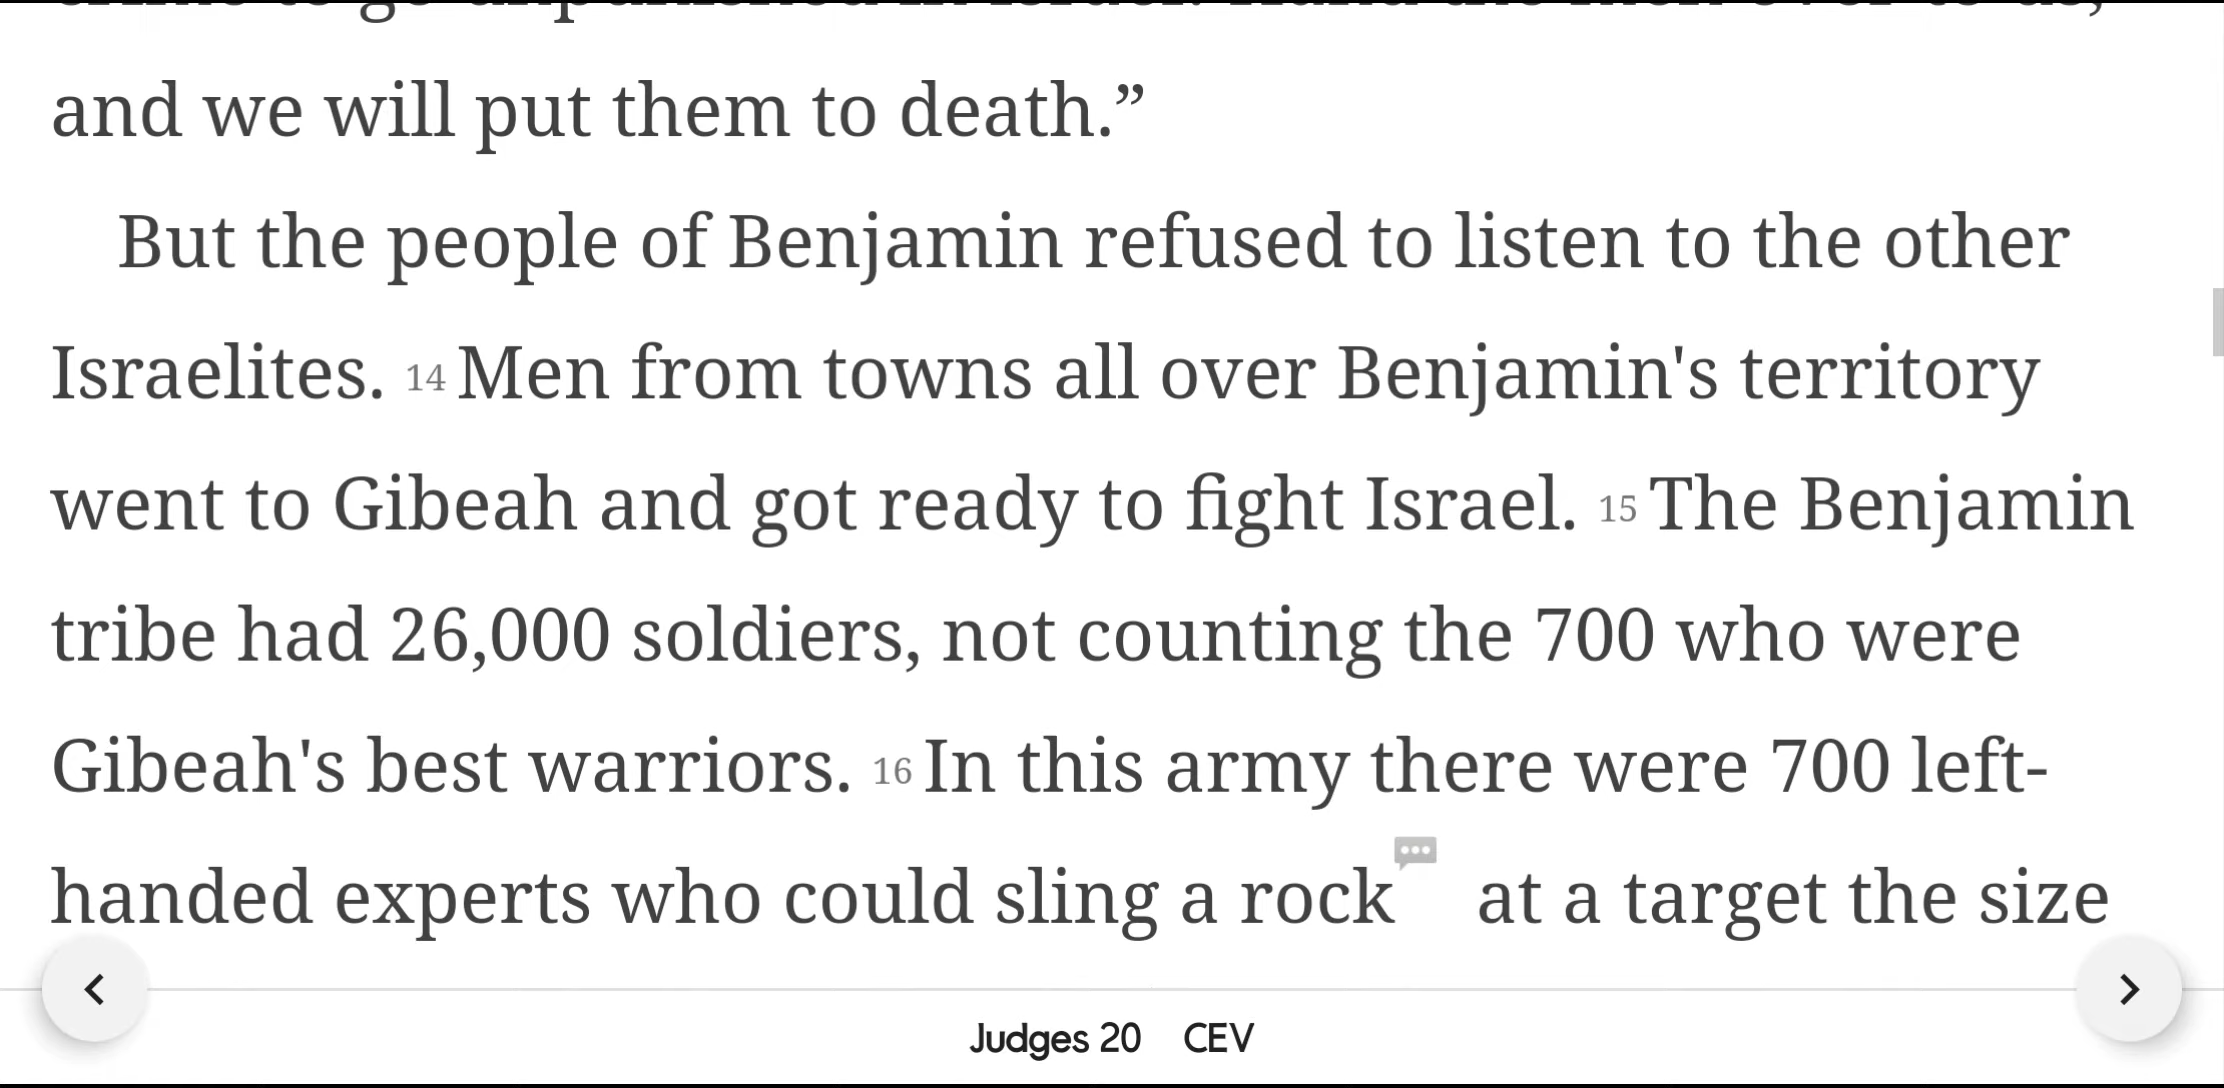 and we will put them to death.”
But the people of Benjamin refused to listen to the other
Israelites. 14 Men from towns all over Benjamin's territory
went to Gibeah and got ready to fight Israel. 15 The Benjamin
tribe had 26,000 soldiers, not counting the 700 who were
Gibeah's best warriors. 16 In this army there were 700 left-
handed experts who could sling a rock at a target the size
Judges 20 CEV